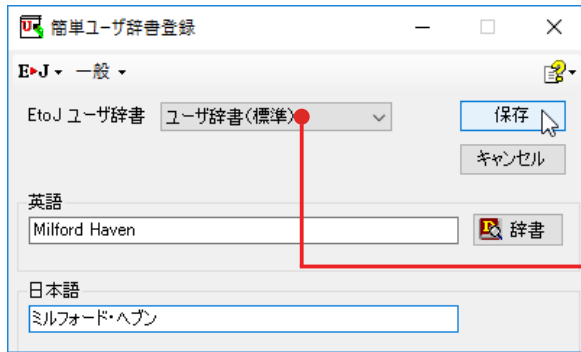 簡単ユーザ辞書登録
E▸J 一般
EtoJ ユーザ辞書 ユーザ辞書(標準) 保存
キャンセル
英語
Milford Haven 辞書
日本語
ミルフォード・ヘブン